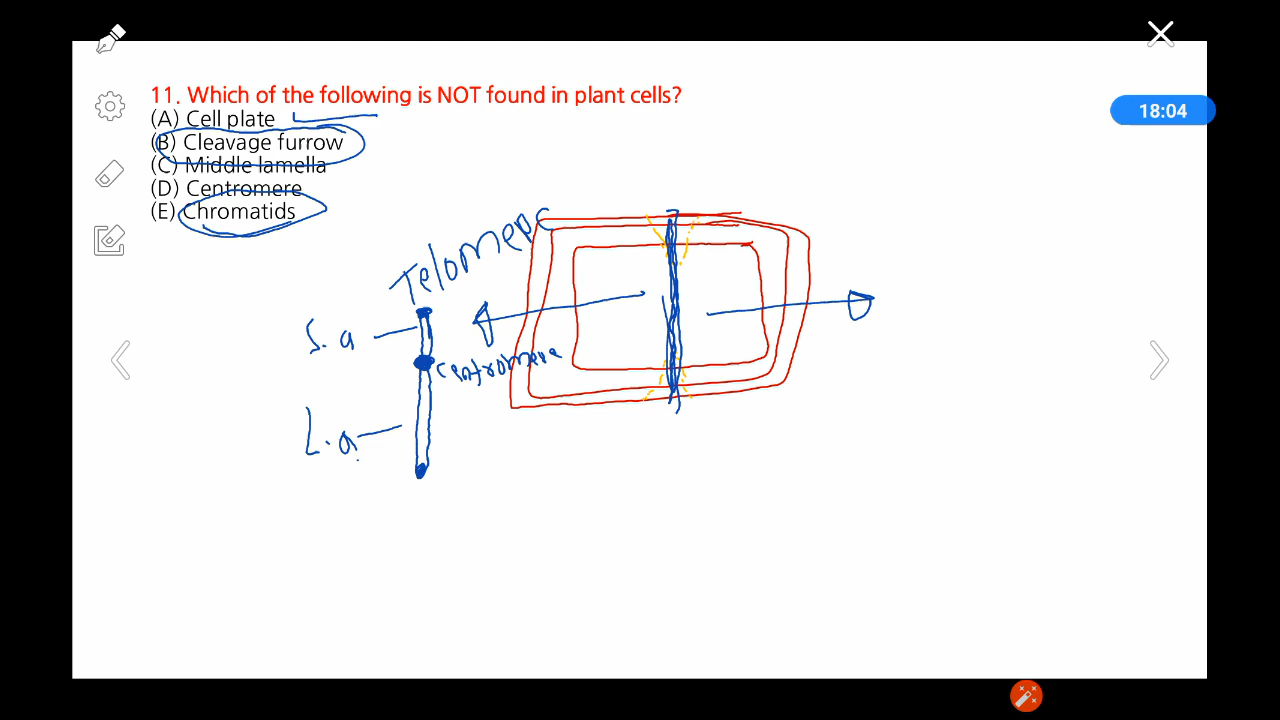 18:04
11. Which of the following is NOT found in plant cells?
(A) Cell plate
(B) Cleavage furrow
(C) Middle lamella
(D) Centromere
(E) Chromatids
Telomere
S. a
Centromere
L. a